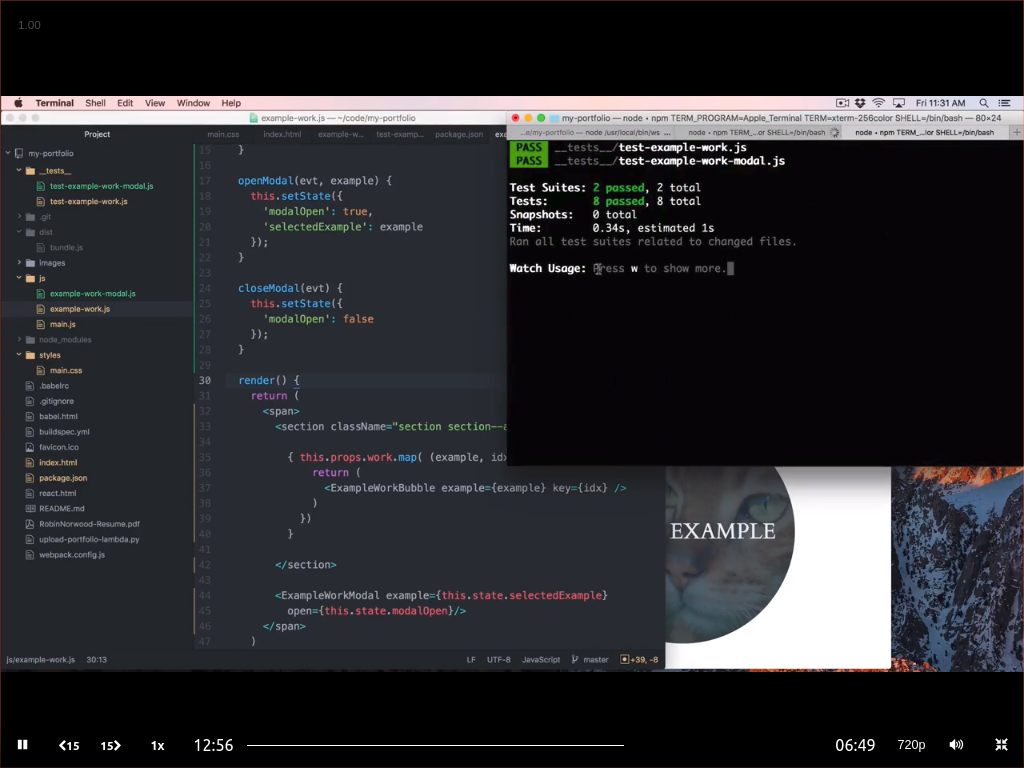 1.00
Terminal Shell Edit View Window Help
Fri 11:31 AM
example-work.js — ~/code/my-portfolio
Project
main.css index.html example-w... test-examp... package.json
my-portfolio
__tests__
test-example-work-modal.js
test-example-work.js
.git
dist
bundle.js
images
js
example-work-modal.js
example-work.js
main.js
node_modules
styles
main.css
.babelrc
.gitignore
babel.html
buildspec.yml
favicon.ico
index.html
package.json
react.html
README.md
RobinNorwood-Resume.pdf
upload-portfolio-lambda.py
webpack.config.js
15 }
16
17 openModal(evt, example) {
18 this.setState({
19 'modalOpen': true,
20 'selectedExample': example
21 });
22 }
23
24 closeModal(evt) {
25 this.setState({
26 'modalOpen': false
27 });
28 }
29
30 render() {
31 return (
32 <span>
33 <section className="section section--a
34
35 { this.props.work.map( (example, idx
36 return (
37 <ExampleWorkBubble example={example} key={idx} />
38 )
39 })
40 }
41
42 </section>
43
44 <ExampleWorkModal example={this.state.selectedExample}
45 open={this.state.modalOpen}/>
46 </span>
47 )
js/example-work.js 30:13
LF UTF-8 JavaScript master +39, -8
my-portfolio — node ‹ npm TERM_PROGRAM=Apple_Terminal TERM=xterm-256color SHELL=/bin/bash — 80×24
...e/my-portfolio — node /usr/local/bin/ws ... node ‹ npm TERM_...or SHELL=/bin/bash node ‹ npm TERM_...lor SHELL=/bin/bash +
PASS __tests__/test-example-work.js
PASS __tests__/test-example-work-modal.js
Test Suites: 2 passed, 2 total
Tests: 8 passed, 8 total
Snapshots: 0 total
Time: 0.34s, estimated 1s
Ran all test suites related to changed files.
Watch Usage: Press w to show more.
EXAMPLE
15 15 1x 12:56 06:49 720p